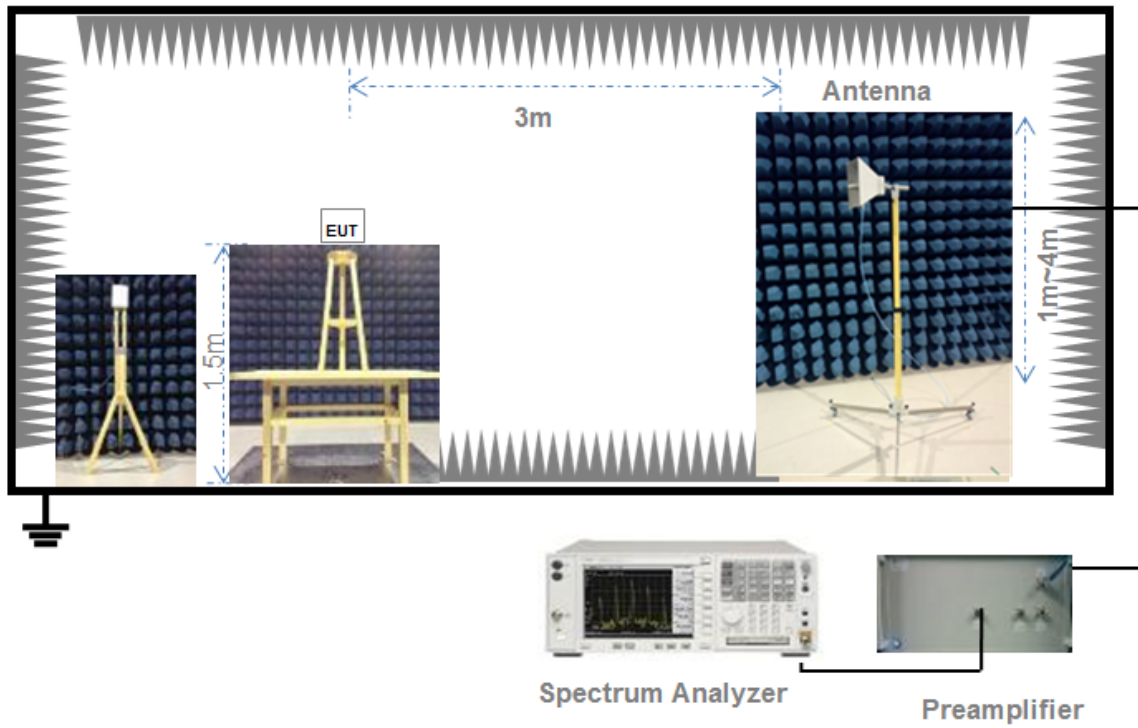 Antenna
3m
EUT
1.5m
1m~4m
Spectrum Analyzer
Preamplifier